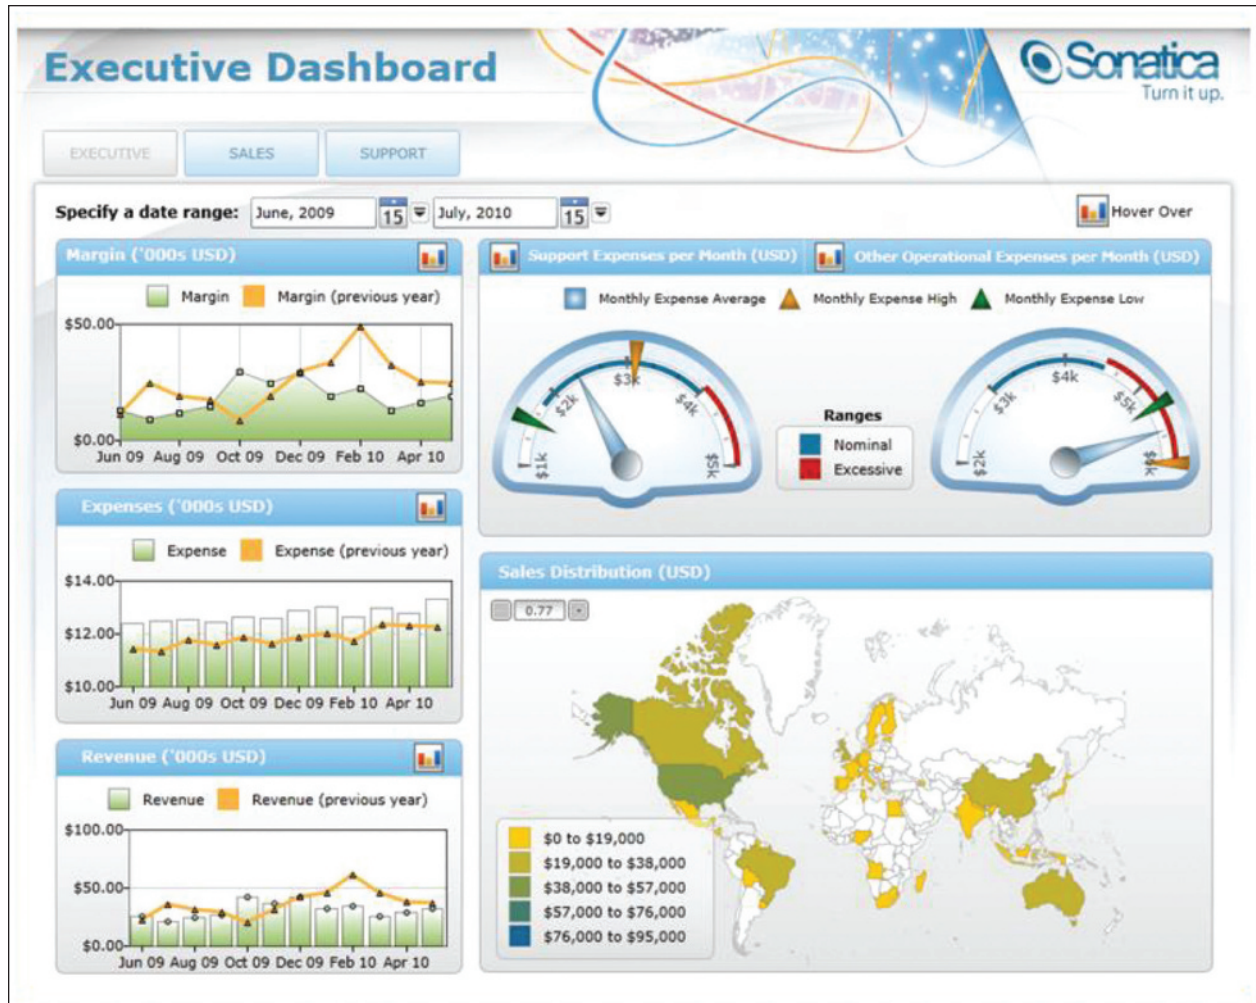 Executive Dashboard
Sonatica
Turn it up.
EXECUTIVE
SALES
SUPPORT
Specify a date range:
June, 2009
15
July, 2010
15
Hover Over
Margin ('000s USD)
Margin
Margin (previous year)
$50.00
$0.00
Jun 09 Aug 09 Oct 09 Dec 09 Feb 10 Apr 10
Expenses ('000s USD)
Expense
Expense (previous year)
$14.00
$12.00
$10.00
Jun 09 Aug 09 Oct 09 Dec 09 Feb 10 Apr 10
Revenue ('000s USD)
Revenue
Revenue (previous year)
$100.00
$50.00
$0.00
Jun 09 Aug 09 Oct 09 Dec 09 Feb 10 Apr 10
Support Expenses per Month (USD)
Other Operational Expenses per Month (USD)
Monthly Expense Average
Monthly Expense High
Monthly Expense Low
$1k
$2k
$3k
$4k
$5k
Ranges
Nominal
Excessive
$2k
$3k
$4k
$5k
$6k
Sales Distribution (USD)
0.77
$0 to $19,000
$19,000 to $38,000
$38,000 to $57,000
$57,000 to $76,000
$76,000 to $95,000